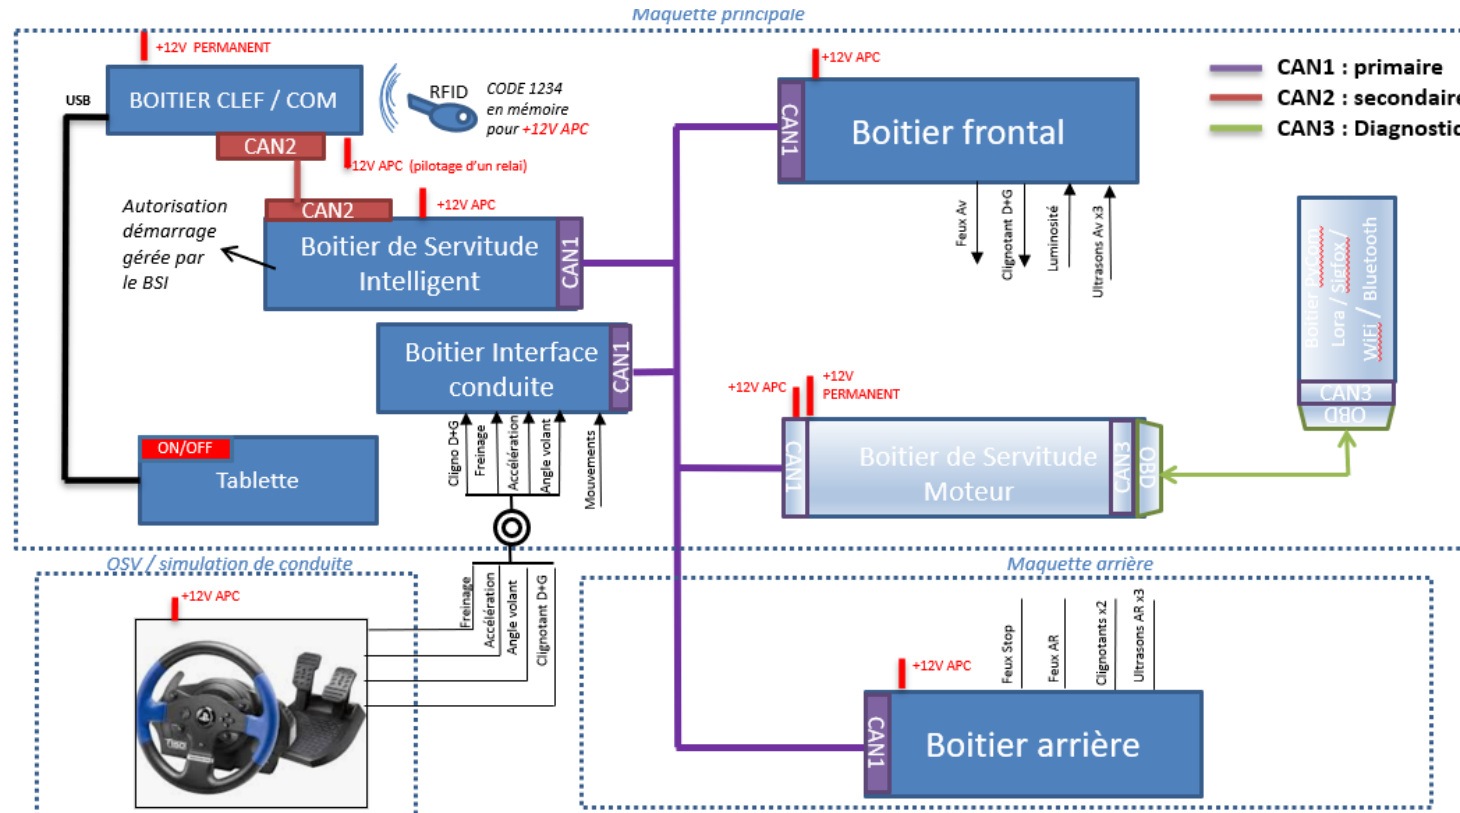 Maquette principale
+12V PERMANENT
BOITIER CLEF / COM
USB
RFID
CODE 1234
en mémoire
pour +12V APC
CAN2
12V APC (pilotage d'un relai)
CAN2
+12V APC
Autorisation
démarrage
gérée par
le BSI
Boitier de Servitude
Intelligent
CAN1
Boitier Interface
conduite
CAN1
Cligno D+G
Freinage
Accélération
Angle volant
Mouvements
ON/OFF
Tablette
+12V APC
CAN1
Boitier frontal
Feux Av
Clignotant D+G
Luminosité
Ultrasons Av x3
CAN1 : primaire
CAN2 : secondaire
CAN3 : Diagnostic
Boitier PyCom
Lora / Sigfox /
WiFi / Bluetooth
CAN3
OBD
+12V APC
+12V
PERMANENT
CAN1
Boitier de Servitude
Moteur
CAN3
OBD
OSV / simulation de conduite
+12V APC
Freinage
Accélération
Angle volant
Clignotant D+G
T150
Maquette arrière
Feux Stop
Feux AR
Clignotants x2
Ultrasons AR x3
+12V APC
CAN1
Boitier arrière